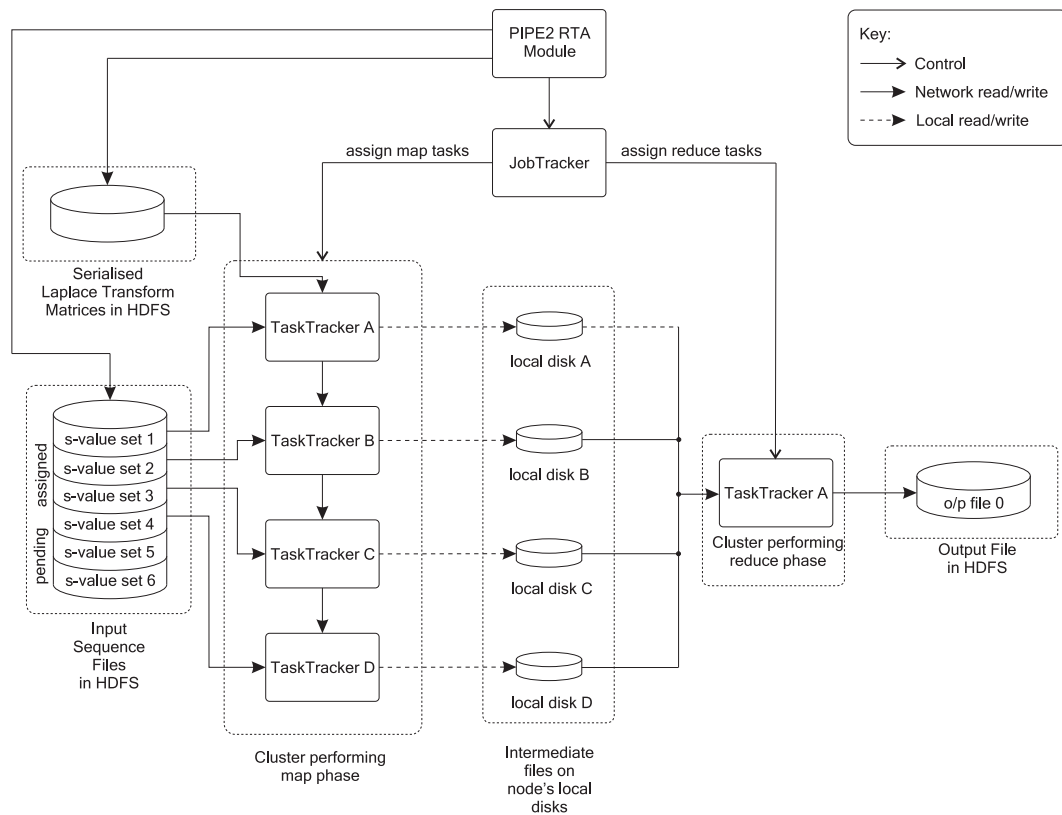 PIPE2 RTA
Module
Key:
Control
Network read/write
Local read/write
assign map tasks
JobTracker
assign reduce tasks
Serialised
Laplace Transform
Matrices in HDFS
TaskTracker A
local disk A
s-value set 1
s-value set 2
s-value set 3
s-value set 4
s-value set 5
s-value set 6
assigned
pending
TaskTracker B
local disk B
TaskTracker C
local disk C
TaskTracker D
local disk D
TaskTracker A
o/p file 0
Cluster performing
reduce phase
Output File
in HDFS
Input
Sequence
Files
in HDFS
Cluster performing
map phase
Intermediate
files on
node's local
disks